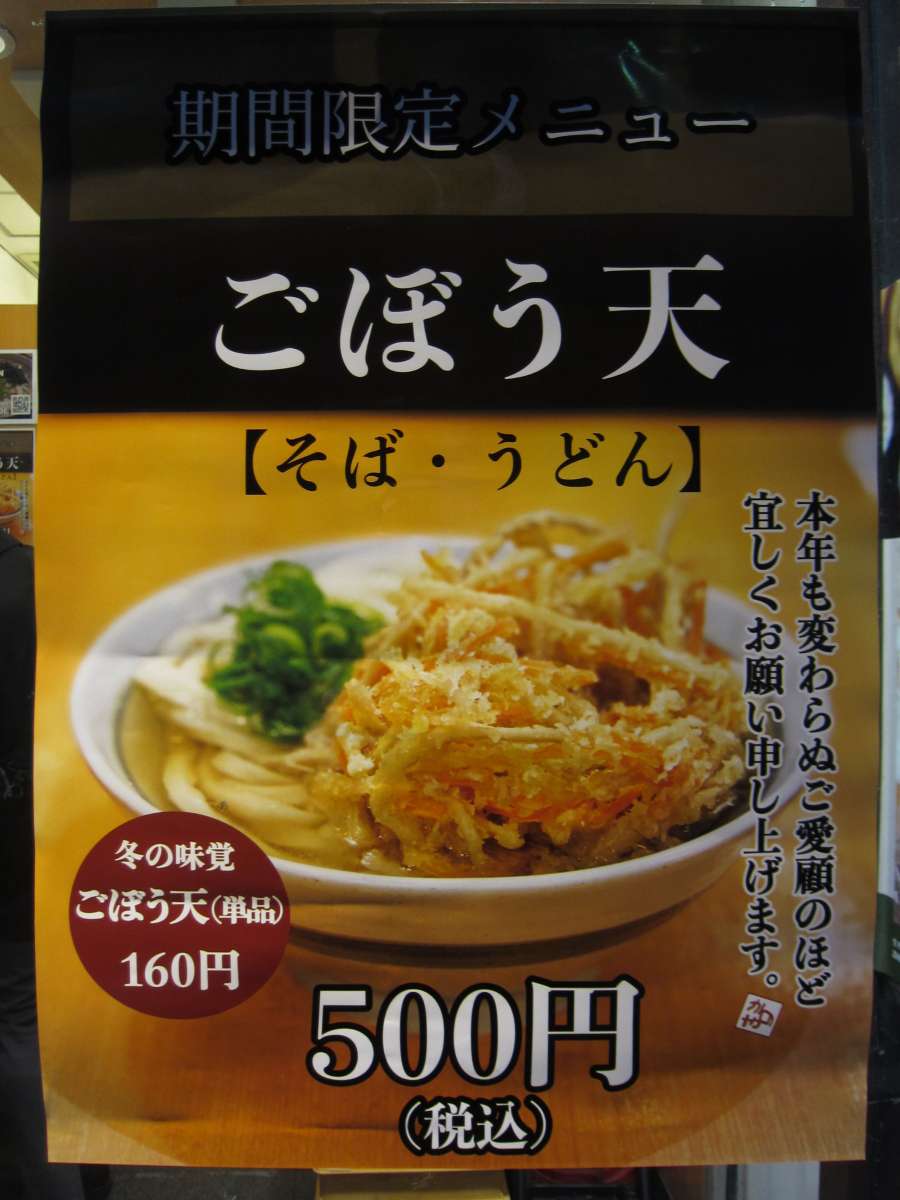 期間限定メニュー
ごぼう天
【そば・うどん】
本年も変わらぬご愛顧のほど
宜しくお願い申し上げます。
冬の味覚
ごぼう天(単品)
160円
500円
(税込)